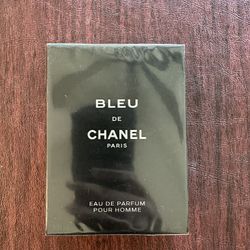 BLEU
DE
CHANEL
PARIS
EAU DE PARFUM
POUR HOMME